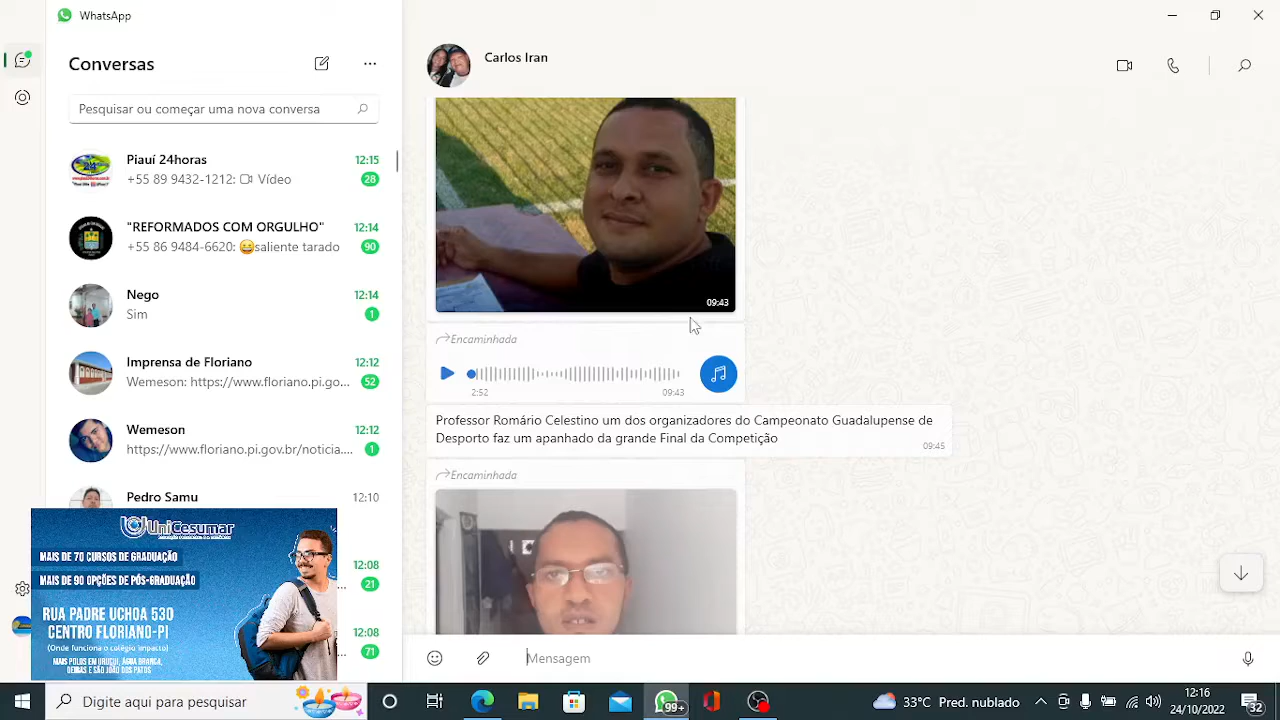 WhatsApp
Conversas
Pesquisar ou começar uma nova conversa
Piauí 24horas
12:15
+55 89 9432-1212: Vídeo
28
"REFORMADOS COM ORGULHO"
12:14
+55 86 9484-6620: 😄saliente tarado
90
Nego
12:14
Sim
1
Imprensa de Floriano
12:12
Wemeson: https://www.floriano.pi.go...
52
Wemeson
12:12
https://www.floriano.pi.gov.br/noticia....
1
Pedro Samu
12:10
12:08
21
12:08
71
UniCesumar
MAIS DE 70 CURSOS DE GRADUAÇÃO
MAIS DE 90 OPÇÕES DE PÓS-GRADUAÇÃO
RUA PADRE UCHOA 530
CENTRO FLORIANO-PI
(Onde funciona o colégio Impacto)
MAIS POLOS EM URUÇUI, ÁGUA BRANCA,
OEIRAS E SÃO JOÃO DOS PATOS
Carlos Iran
09:43
Encaminhada
2:52
09:43
Professor Romário Celestino um dos organizadores do Campeonato Guadalupense de
Desporto faz um apanhado da grande Final da Competição
09:45
Encaminhada
Mensagem
Digite aqui para pesquisar
99+
33°C Pred. nublado
12:16
24/10/2022
32